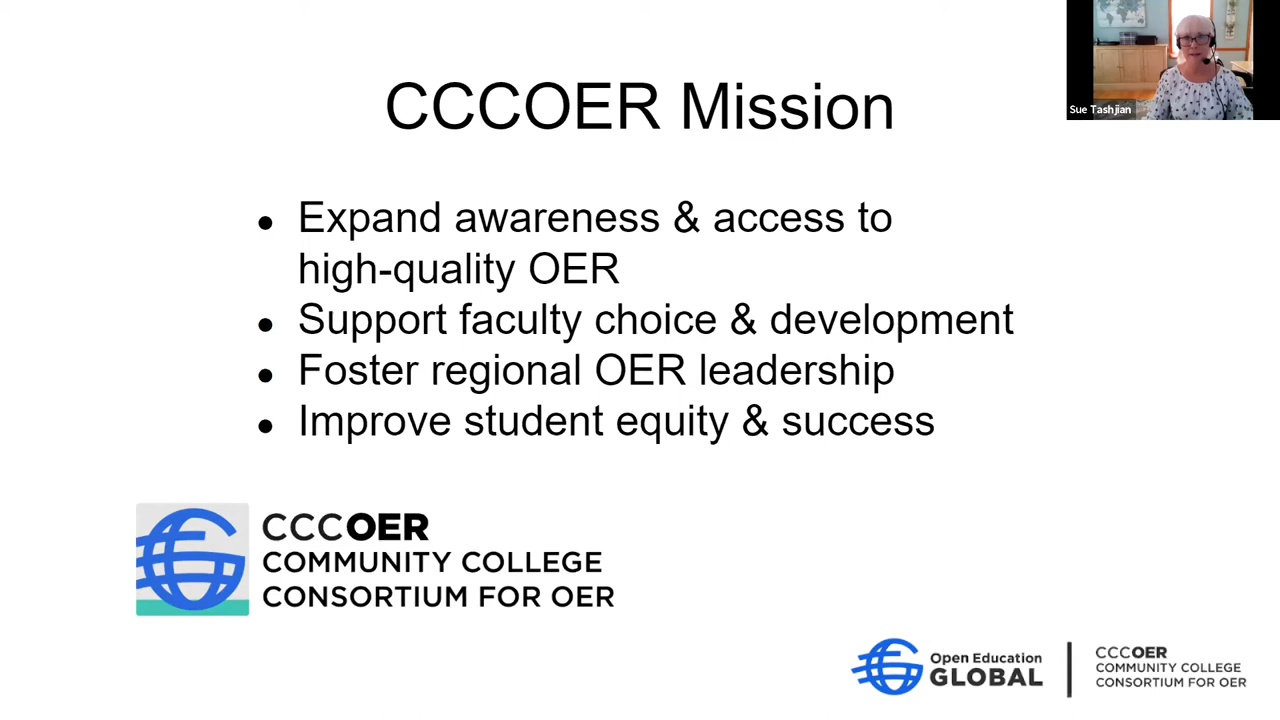 Sue Tashjian
CCCOER Mission
● Expand awareness & access to
high-quality OER
● Support faculty choice & development
● Foster regional OER leadership
● Improve student equity & success
CCCOER
COMMUNITY COLLEGE
CONSORTIUM FOR OER
Open Education
GLOBAL
CCCOER
COMMUNITY COLLEGE
CONSORTIUM FOR OER